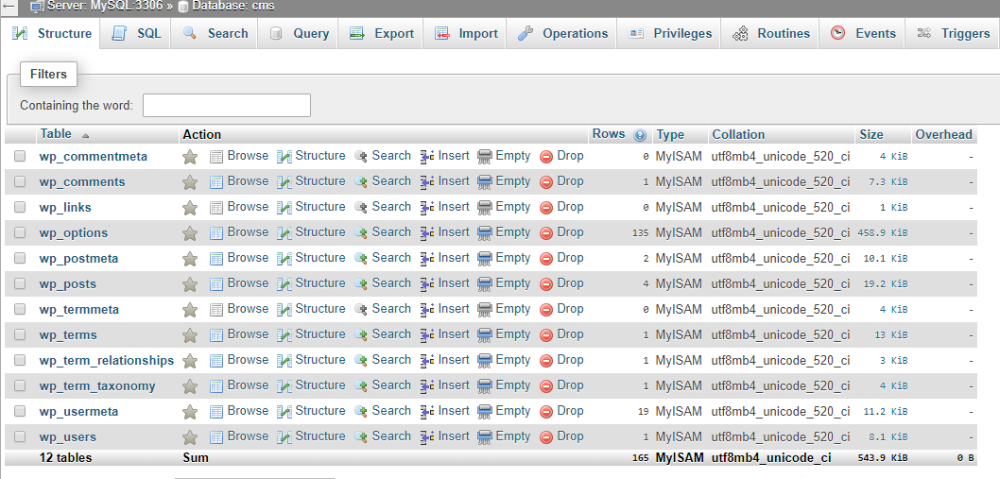 Server: MySQL:3306 » Database: cms
Structure SQL Search Query Export Import Operations Privileges Routines Events Triggers
Filters
Containing the word:
Table Action Rows Type Collation Size Overhead
wp_commentmeta Browse Structure Search Insert Empty Drop 0 MyISAM utf8mb4_unicode_520_ci 4 KiB -
wp_comments Browse Structure Search Insert Empty Drop 1 MyISAM utf8mb4_unicode_520_ci 7.3 KiB -
wp_links Browse Structure Search Insert Empty Drop 0 MyISAM utf8mb4_unicode_520_ci 1 KiB -
wp_options Browse Structure Search Insert Empty Drop 135 MyISAM utf8mb4_unicode_520_ci 458.9 KiB -
wp_postmeta Browse Structure Search Insert Empty Drop 2 MyISAM utf8mb4_unicode_520_ci 10.1 KiB -
wp_posts Browse Structure Search Insert Empty Drop 4 MyISAM utf8mb4_unicode_520_ci 19.2 KiB -
wp_termmeta Browse Structure Search Insert Empty Drop 0 MyISAM utf8mb4_unicode_520_ci 4 KiB -
wp_terms Browse Structure Search Insert Empty Drop 1 MyISAM utf8mb4_unicode_520_ci 13 KiB -
wp_term_relationships Browse Structure Search Insert Empty Drop 1 MyISAM utf8mb4_unicode_520_ci 3 KiB -
wp_term_taxonomy Browse Structure Search Insert Empty Drop 1 MyISAM utf8mb4_unicode_520_ci 4 KiB -
wp_usermeta Browse Structure Search Insert Empty Drop 19 MyISAM utf8mb4_unicode_520_ci 11.2 KiB -
wp_users Browse Structure Search Insert Empty Drop 1 MyISAM utf8mb4_unicode_520_ci 8.1 KiB -
12 tables Sum 165 MyISAM utf8mb4_unicode_ci 543.9 KiB 0 B